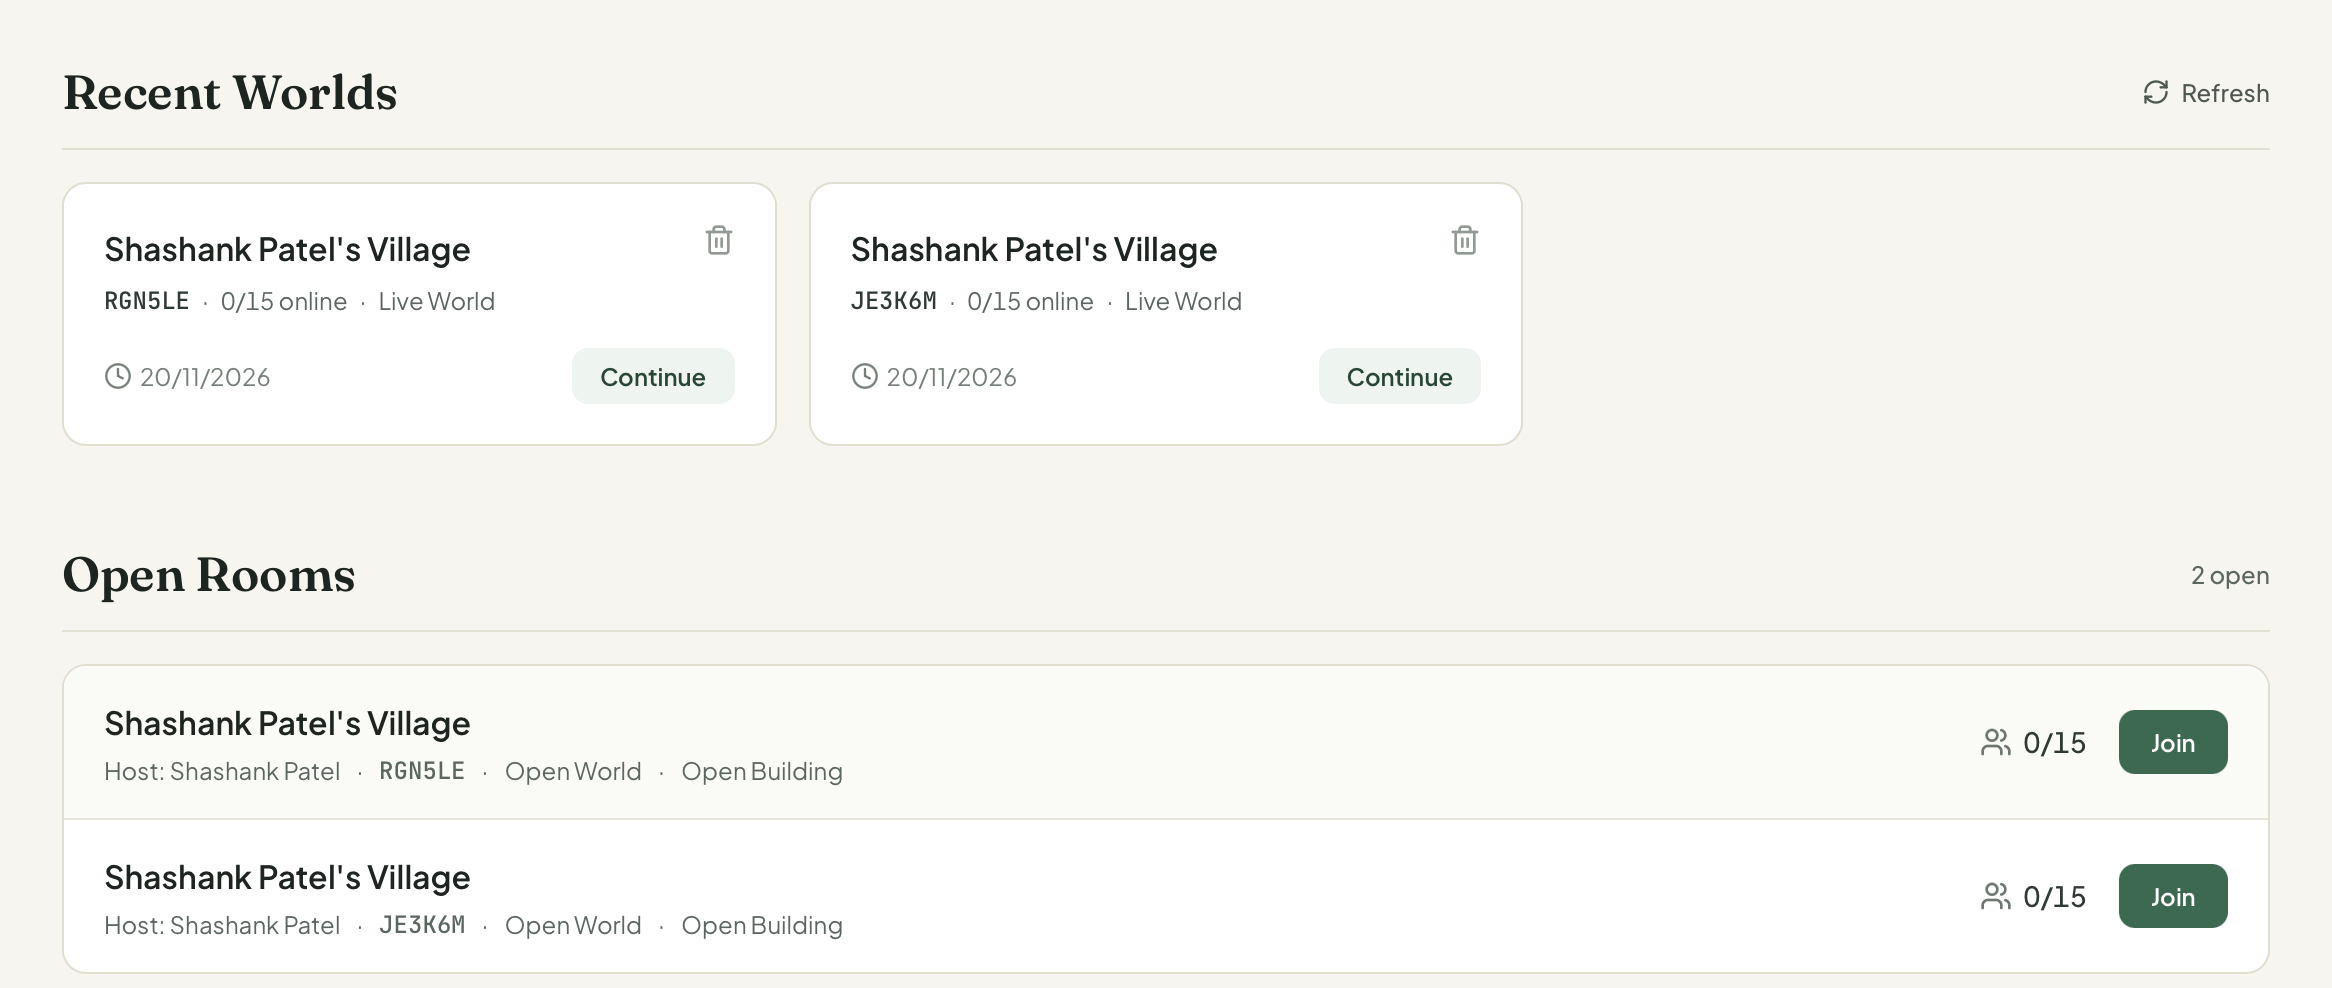 Recent Worlds
Refresh
Shashank Patel's Village
RGN5LE · 0/15 online · Live World
20/11/2026
Continue
Shashank Patel's Village
JE3K6M · 0/15 online · Live World
20/11/2026
Continue
Open Rooms
2 open
Shashank Patel's Village
Host: Shashank Patel · RGN5LE · Open World · Open Building
0/15
Join
Shashank Patel's Village
Host: Shashank Patel · JE3K6M · Open World · Open Building
0/15
Join